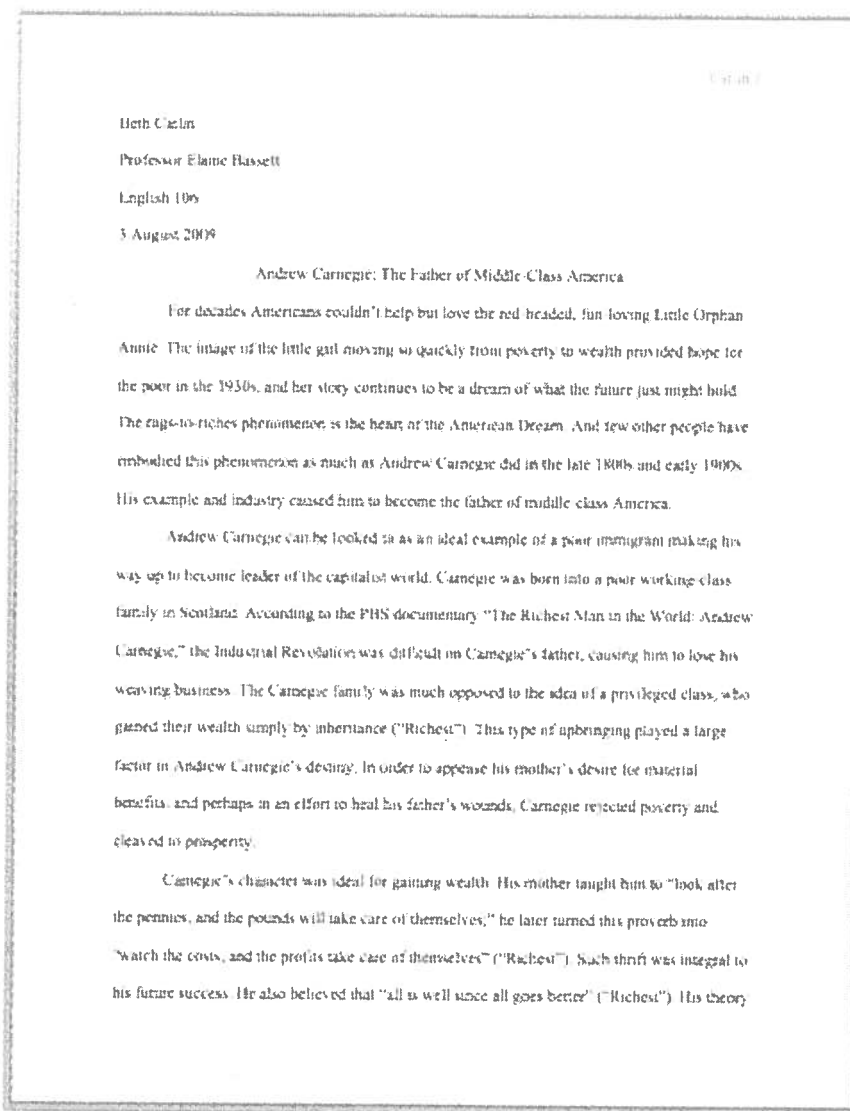 Beth Catlin
Professor Elaine Bassett
English 106
3 August 2009
Andrew Carnegie: The Father of Middle-Class America
For decades Americans couldn't help but love the red-headed, fun-loving Little Orphan
Annie. The image of the little girl moving so quickly from poverty to wealth provided hope for
the poor in the 1930s, and her story continues to be a dream of what the future just might hold.
The rags-to-riches phenomenon is the heart of the American Dream. And few other people have
embodied this phenomenon as much as Andrew Carnegie did in the late 1800s and early 1900s.
His example and industry caused him to become the father of middle-class America.
Andrew Carnegie can be looked to as an ideal example of a poor immigrant making his
way up to become leader of the capitalist world. Carnegie was born into a poor working-class
family in Scotland. According to the PBS documentary "The Richest Man in the World: Andrew
Carnegie," the Industrial Revolution was difficult on Carnegie's father, causing him to lose his
weaving business. The Carnegie family was much opposed to the idea of a privileged class, who
gained their wealth simply by inheritance ("Richest"). This type of upbringing played a large
factor in Andrew Carnegie's destiny. In order to appease his mother's desire for material
benefits, and perhaps in an effort to heal his father's wounds, Carnegie rejected poverty and
cleaved to prosperity.
Carnegie's character was ideal for gaining wealth. His mother taught him to "look after
the pennies, and the pounds will take care of themselves;" he later turned this proverb into
"watch the costs, and the profits take care of themselves" ("Richest"). Such thrift was integral to
his future success. He also believed that "all is well since all goes better" ("Richest"). His theory